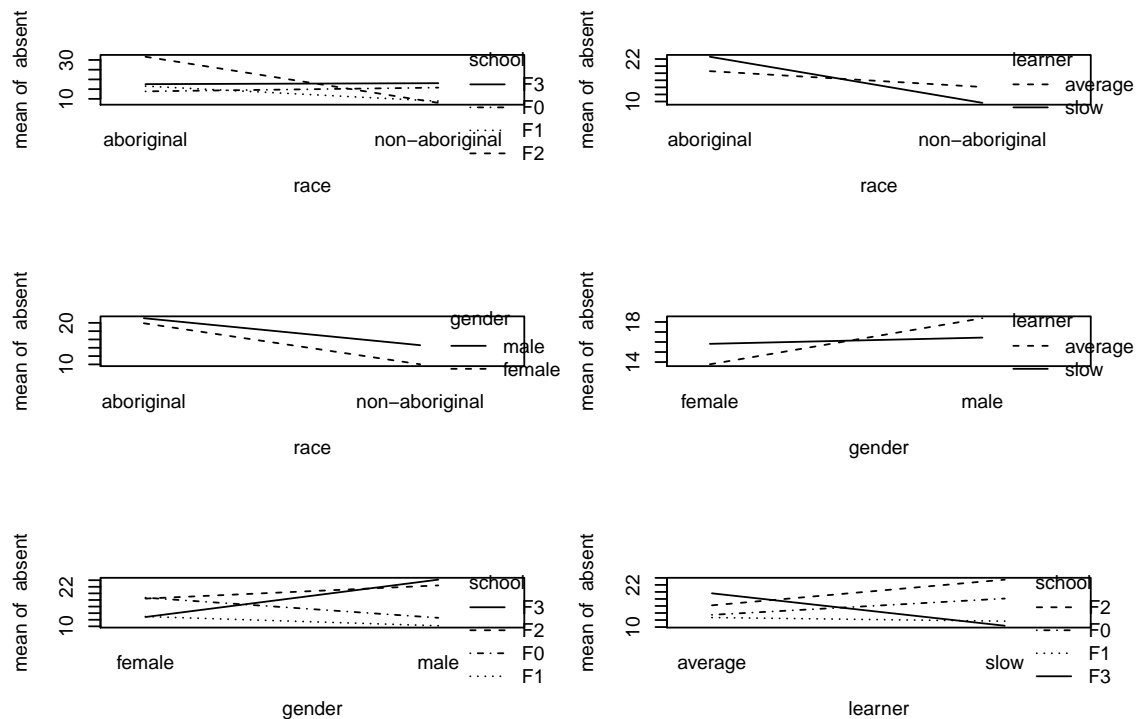 mean of absent
30
10
school
F3
F0
F1
F2
aboriginal
non−aboriginal
race
mean of absent
22
10
learner
average
slow
aboriginal
non−aboriginal
race
mean of absent
20
10
gender
male
female
aboriginal
non−aboriginal
race
mean of absent
18
14
learner
average
slow
female
male
gender
mean of absent
22
10
school
F3
F2
F0
F1
female
male
gender
mean of absent
22
10
school
F2
F0
F1
F3
average
slow
learner